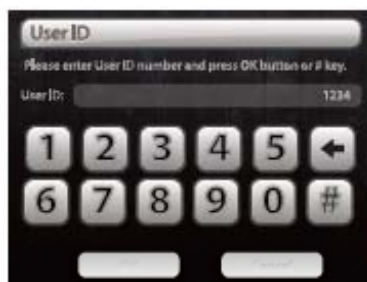 User ID
Please enter User ID number and press OK button or # key.
User ID: 1234
1 2 3 4 5 ←
6 7 8 9 0 #
Cancel